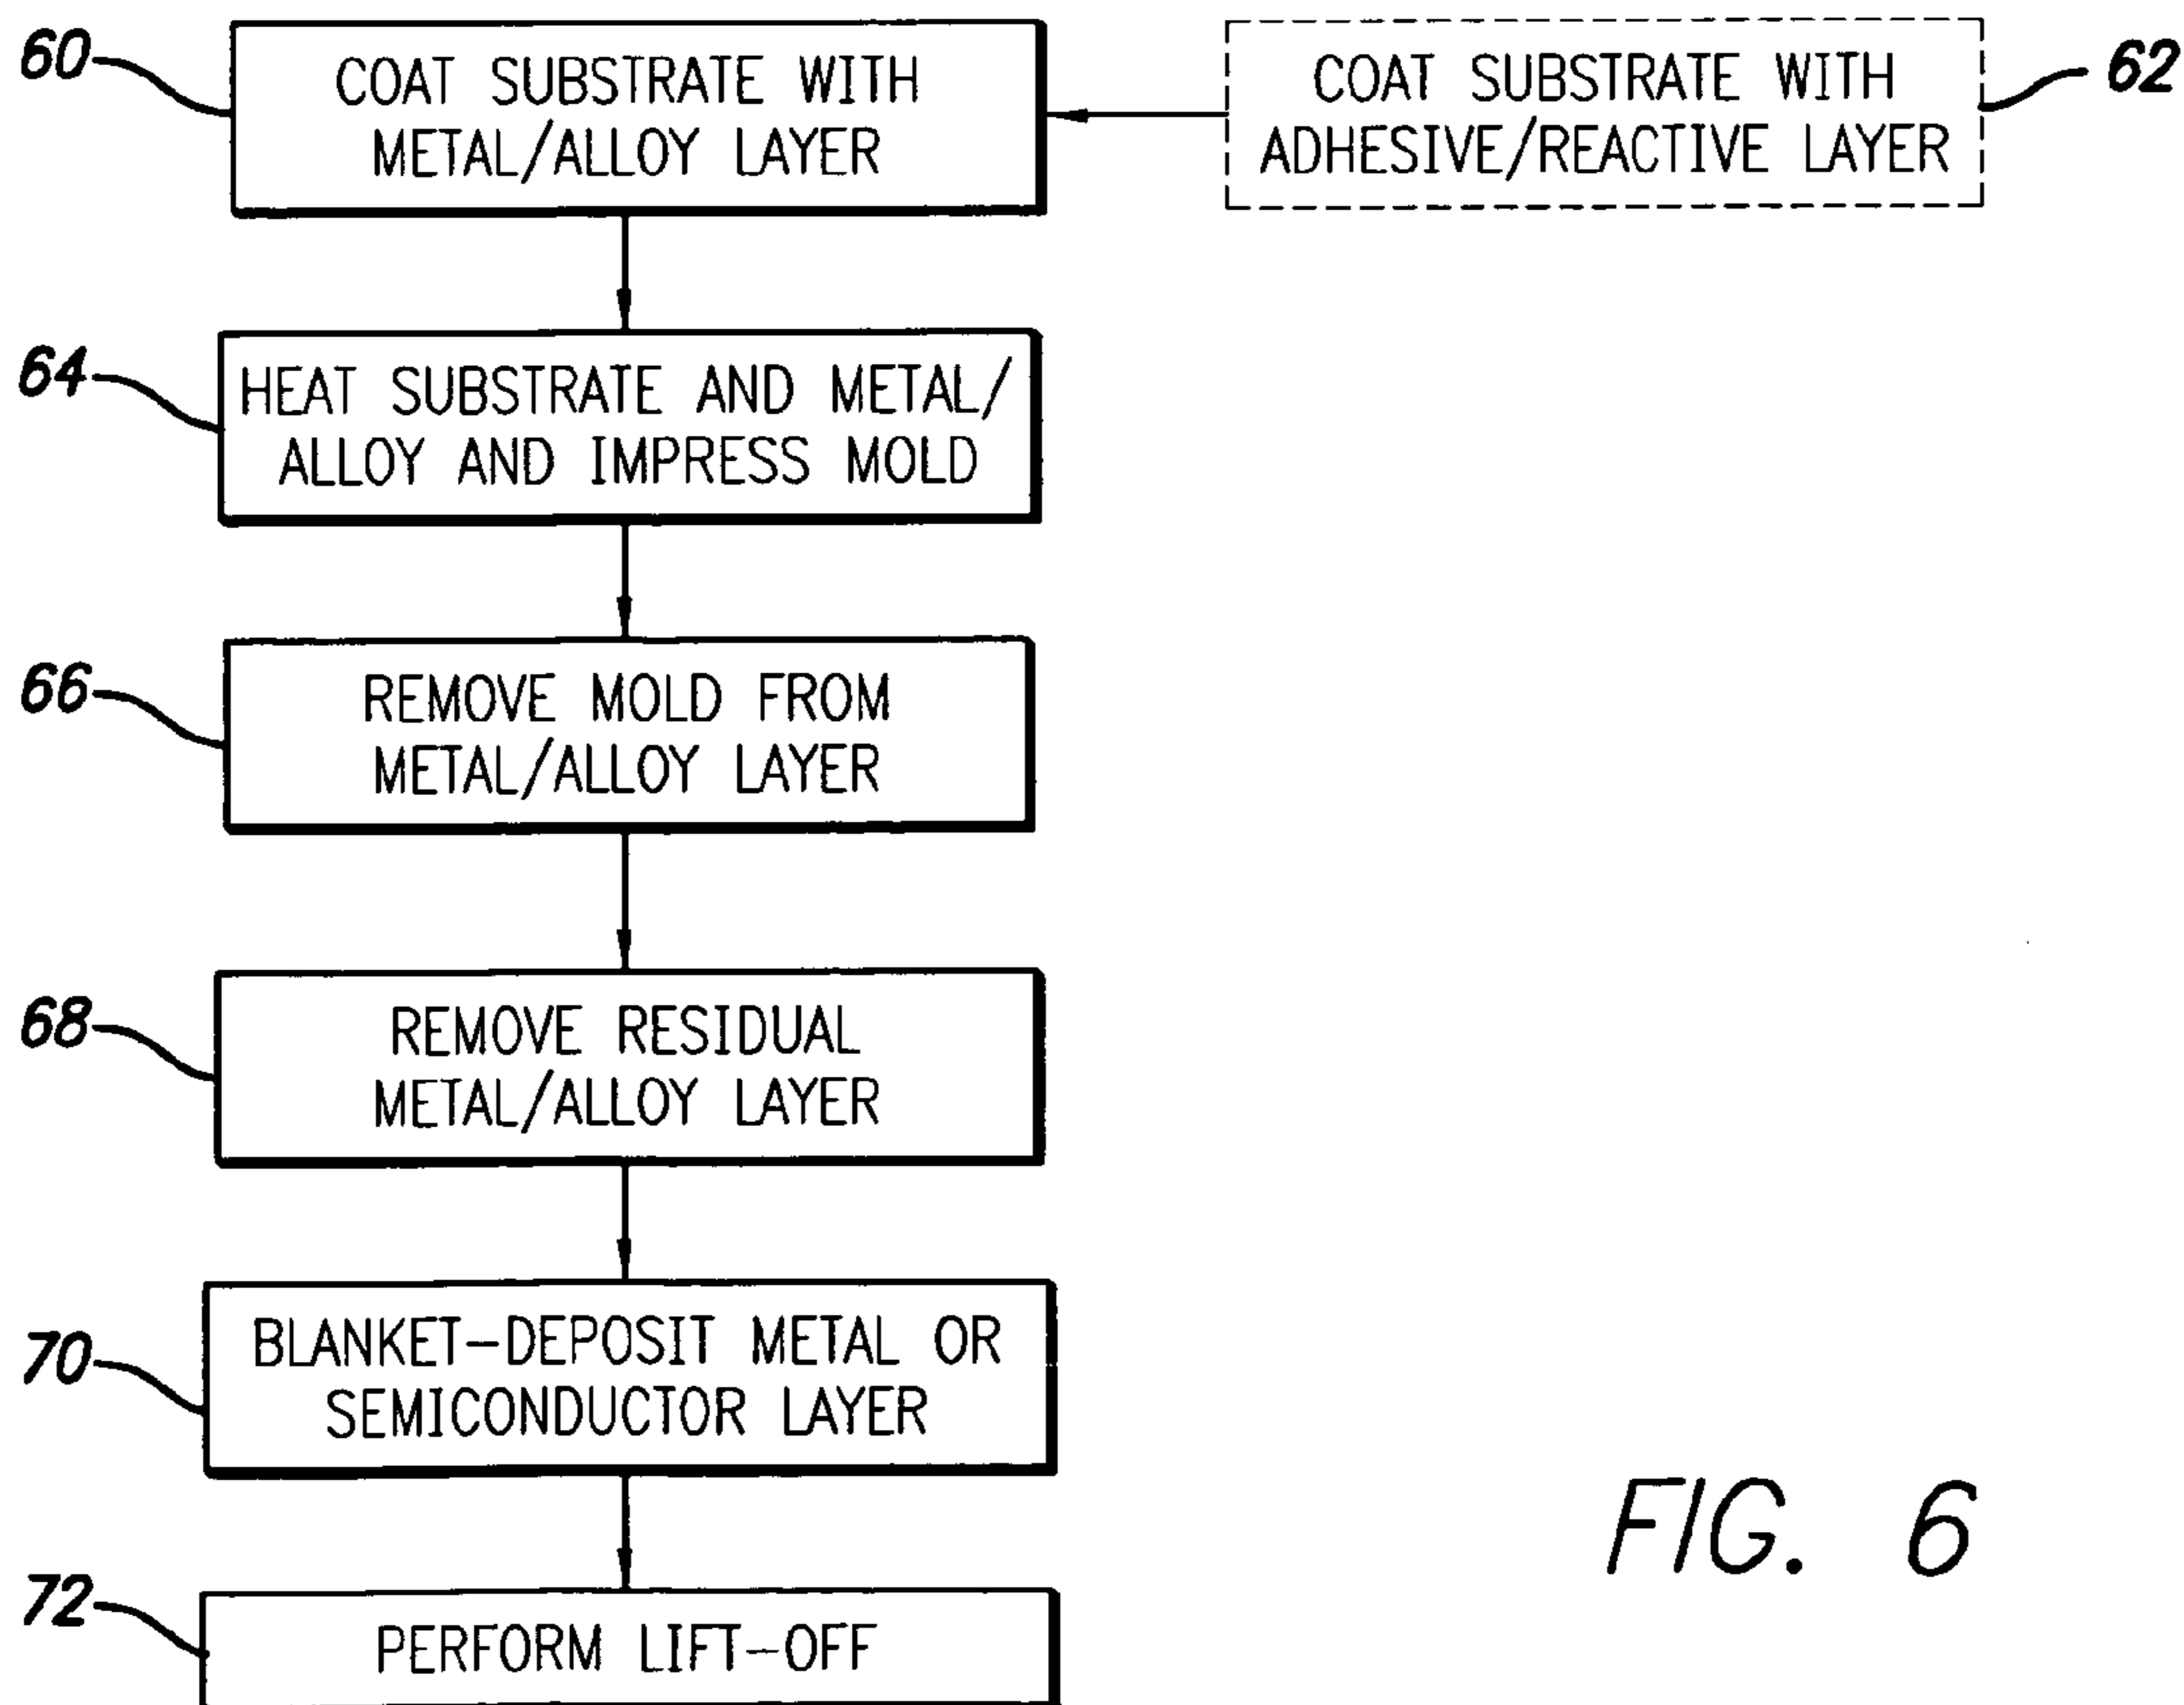 60
COAT SUBSTRATE WITH
METAL/ALLOY LAYER
COAT SUBSTRATE WITH
ADHESIVE/REACTIVE LAYER
62
64
HEAT SUBSTRATE AND METAL/
ALLOY AND IMPRESS MOLD
66
REMOVE MOLD FROM
METAL/ALLOY LAYER
68
REMOVE RESIDUAL
METAL/ALLOY LAYER
70
BLANKET-DEPOSIT METAL OR
SEMICONDUCTOR LAYER
72
PERFORM LIFT-OFF
FIG. 6